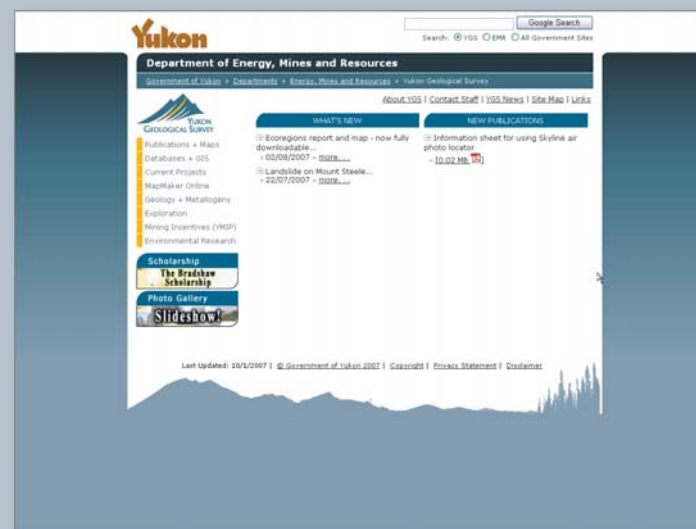 Yukon
Google Search
Search: YGS EMR All Government Sites
Department of Energy, Mines and Resources
Government of Yukon » Departments » Energy, Mines and Resources » Yukon Geological Survey
About YGS | Contact Staff | YGS News | Site Map | Links
YUKON
GEOLOGICAL SURVEY
Publications + Maps
Databases + GIS
Current Projects
MapMaker Online
Geology + Metallogeny
Exploration
Mining Incentives (YMIP)
Environmental Research
Scholarship
The Bradshaw
Scholarship
Photo Gallery
Slideshow!
WHAT'S NEW
Ecoregions report and map - now fully
downloadable...
› 02/08/2007 – more. . .
Landslide on Mount Steele...
› 22/07/2007 – more. . .
NEW PUBLICATIONS
Information sheet for using Skyline air
photo locator
- [0.02 MB ]
Last Updated: 10/1/2007 | © Government of Yukon 2007 | Copyright | Privacy Statement | Disclaimer